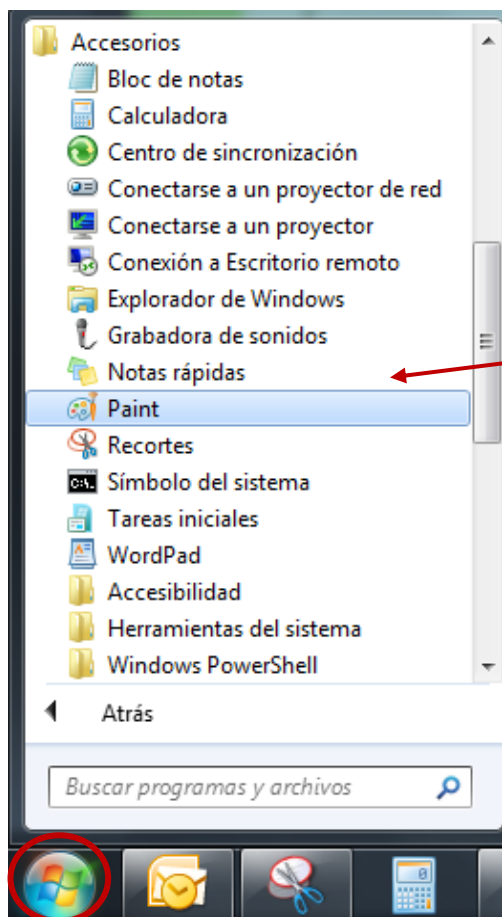 Accesorios
Bloc de notas
Calculadora
Centro de sincronización
Conectarse a un proyector de red
Conectarse a un proyector
Conexión a Escritorio remoto
Explorador de Windows
Grabadora de sonidos
Notas rápidas
Paint
Recortes
Símbolo del sistema
Tareas iniciales
WordPad
Accesibilidad
Herramientas del sistema
Windows PowerShell
Atrás
Buscar programas y archivos